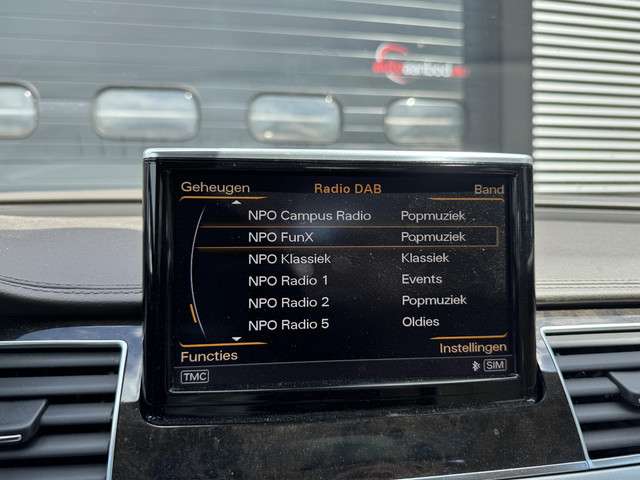 Geheugen Radio DAB Band
NPO Campus Radio Popmuziek
NPO FunX Popmuziek
NPO Klassiek Klassiek
NPO Radio 1 Events
NPO Radio 2 Popmuziek
NPO Radio 5 Oldies
Functies Instellingen
TMC SIM